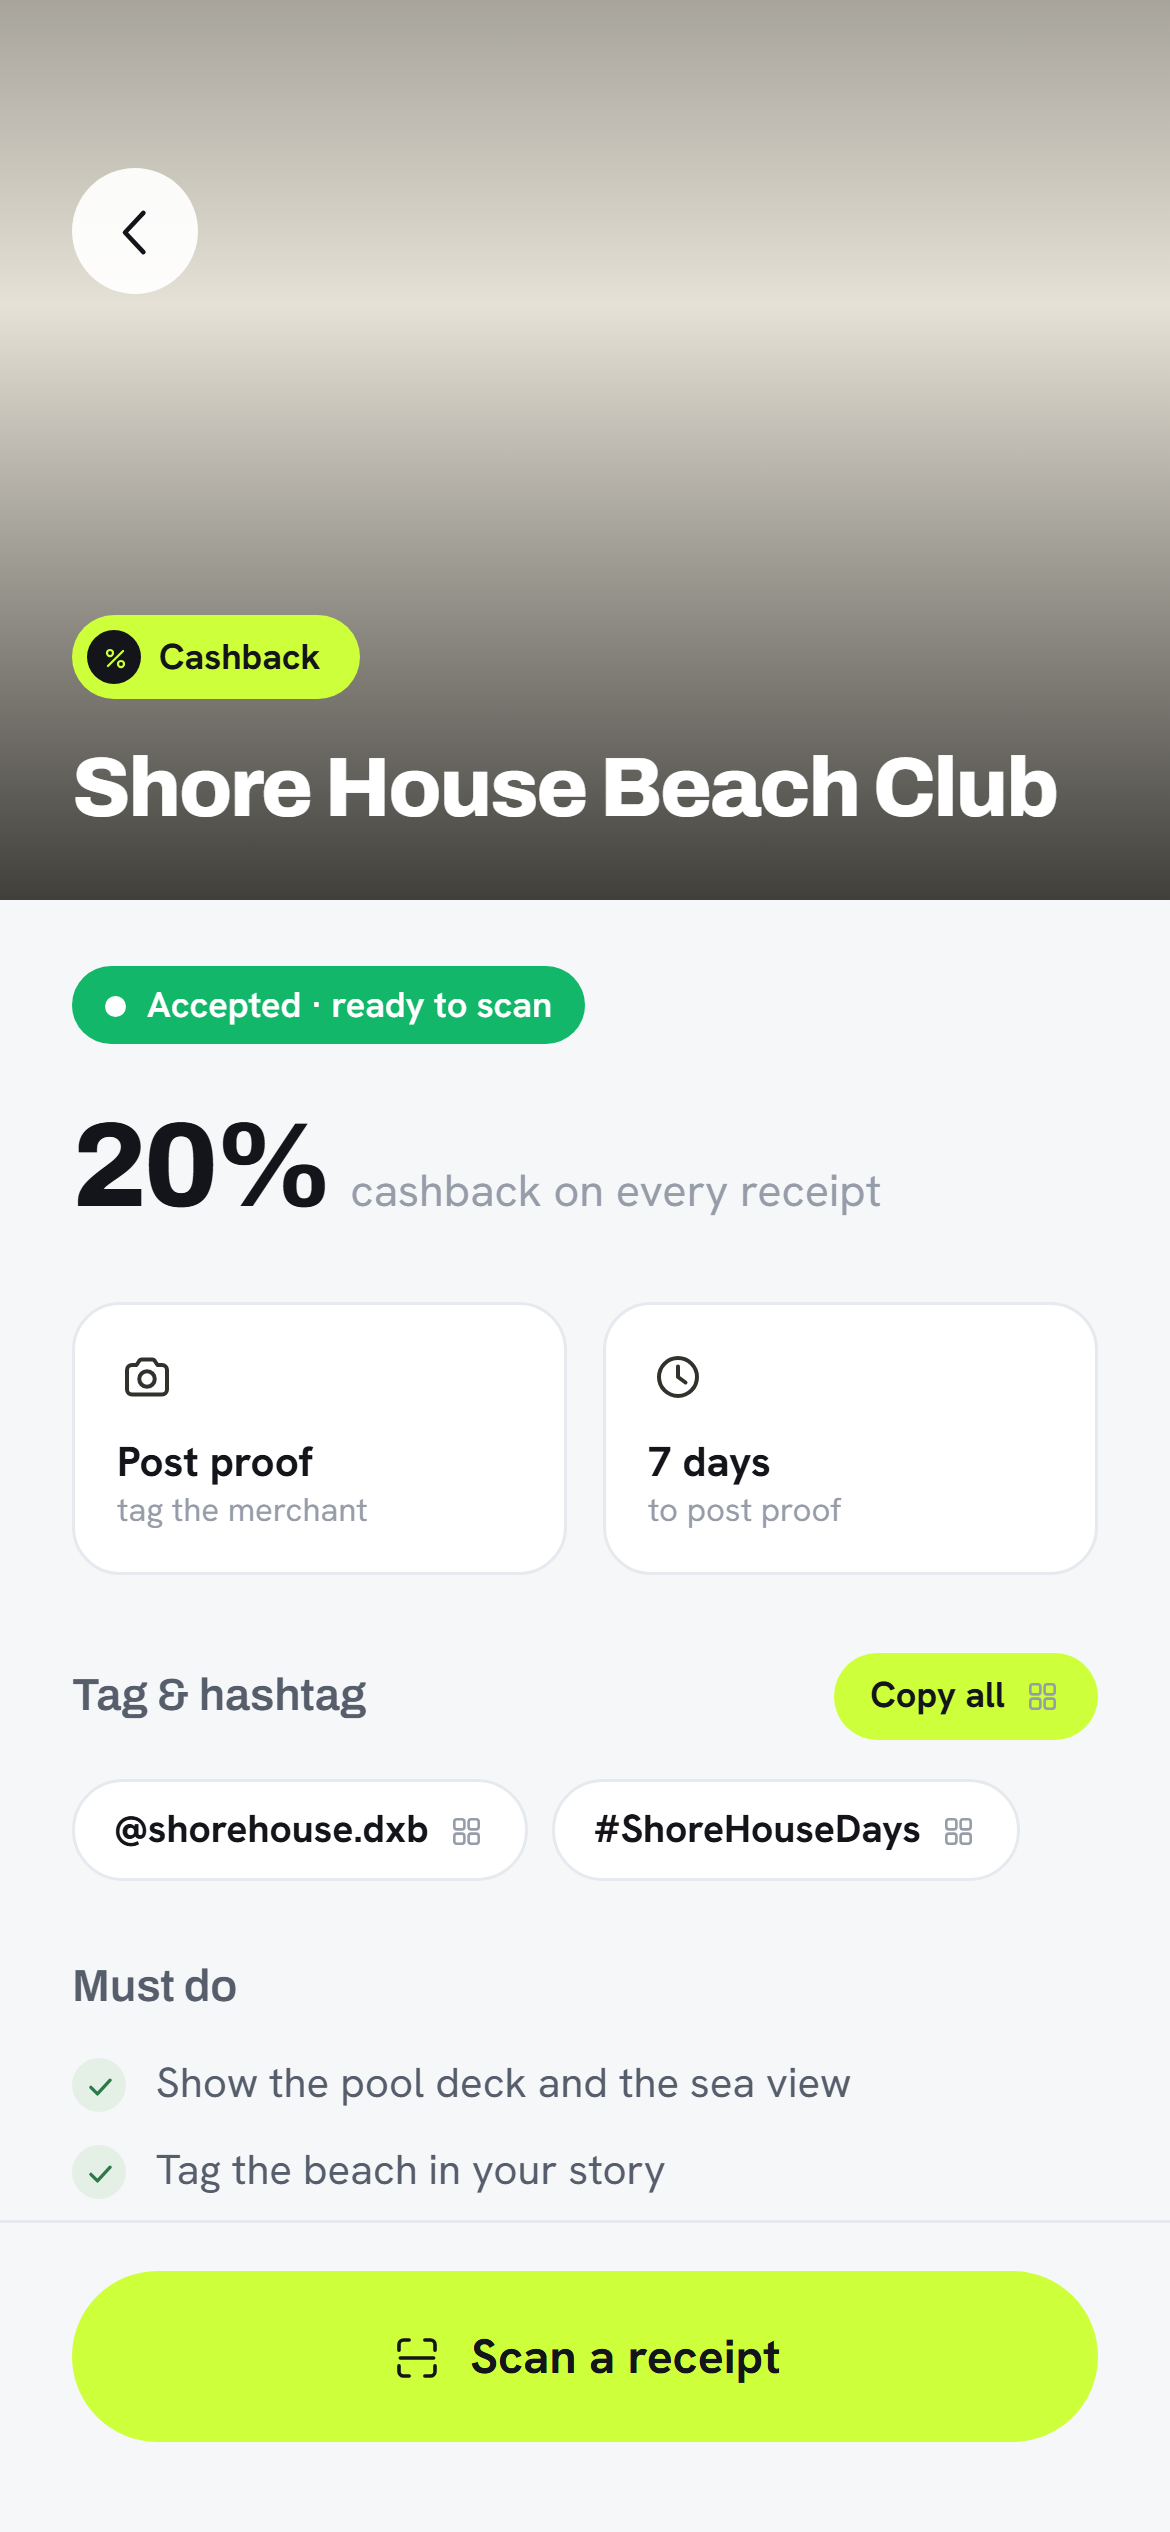 Cashback
Shore House Beach Club
Accepted · ready to scan
20% cashback on every receipt
Post proof
tag the merchant
7 days
to post proof
Tag & hashtag
Copy all
@shorehouse.dxb
#ShoreHouseDays
Must do
Show the pool deck and the sea view
Tag the beach in your story
Scan a receipt